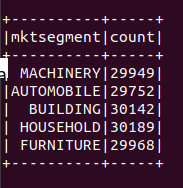 +----------+-----+
|mktsegment|count|
+----------+-----+
| MACHINERY|29949|
|AUTOMOBILE|29752|
|  BUILDING|30142|
| HOUSEHOLD|30189|
| FURNITURE|29968|
+----------+-----+